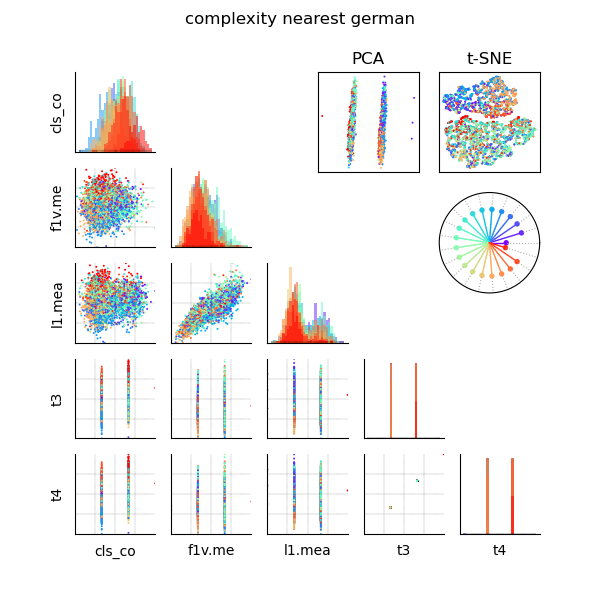 complexity nearest german
PCA
t-SNE
cls_co
f1v.me
l1.mea
t3
t4
cls_co
f1v.me
l1.mea
t3
t4